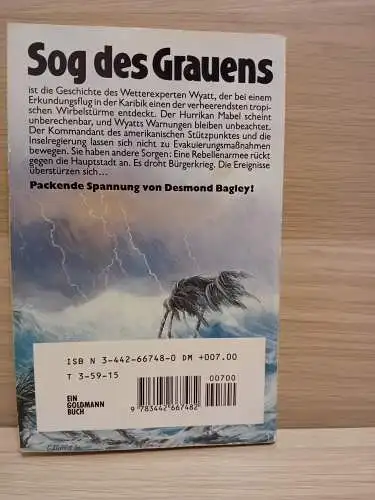 Sog des Grauens
ist die Geschichte des Wetterexperten Wyatt, der bei einem
Erkundungsflug in der Karibik einen der verheerendsten tropi-
schen Wirbelstürme entdeckt. Der Hurrikan Mabel scheint
unberechenbar, und Wyatts Warnungen bleiben unbeachtet.
Der Kommandant des amerikanischen Stützpunktes und die
Inselregierung lassen sich nicht zu Evakuierungsmaßnahmen
bewegen. Sie haben andere Sorgen: Eine Rebellenarmee rückt
gegen die Hauptstadt an. Es droht Bürgerkrieg. Die Ereignisse
überstürzen sich…
Packende Spannung von Desmond Bagley!
ISB N 3-442-66748-0 DM +007.00
T 3-59-15
00700
EIN
GOLDMANN
BUCH
9 783442 667482